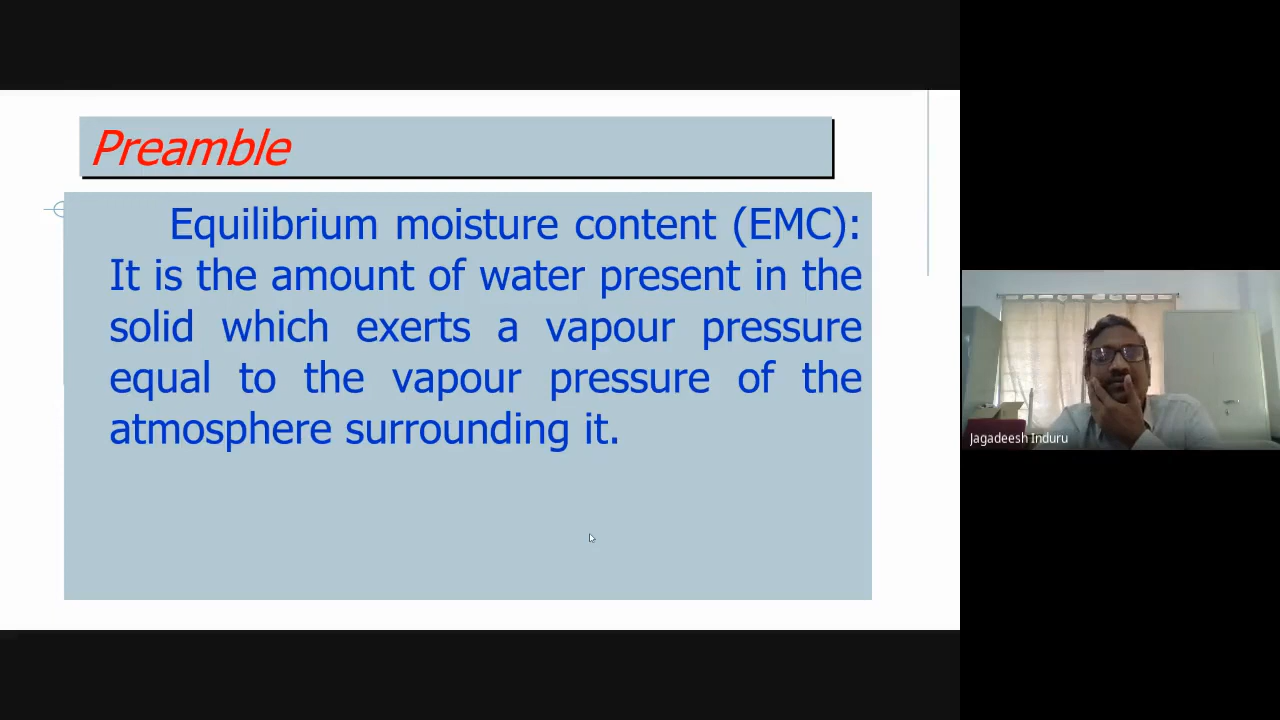 Preamble
Equilibrium moisture content (EMC):
It is the amount of water present in the
solid which exerts a vapour pressure
equal to the vapour pressure of the
atmosphere surrounding it.
Jagadeesh Induru